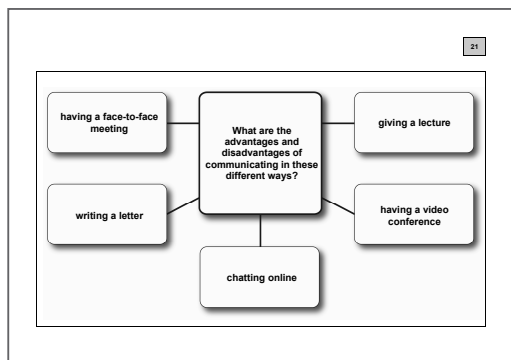 21
having a face-to-face
meeting
What are the
advantages and
disadvantages of
communicating in these
different ways?
giving a lecture
writing a letter
having a video
conference
chatting online